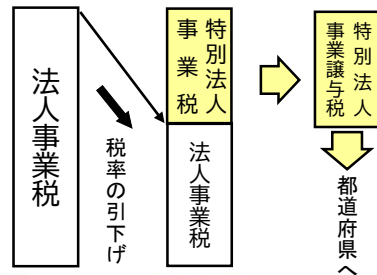 法人事業税
税率の引下げ
特別法人
事業税
法人事業税
特別法人
事業譲与税
都道府県へ